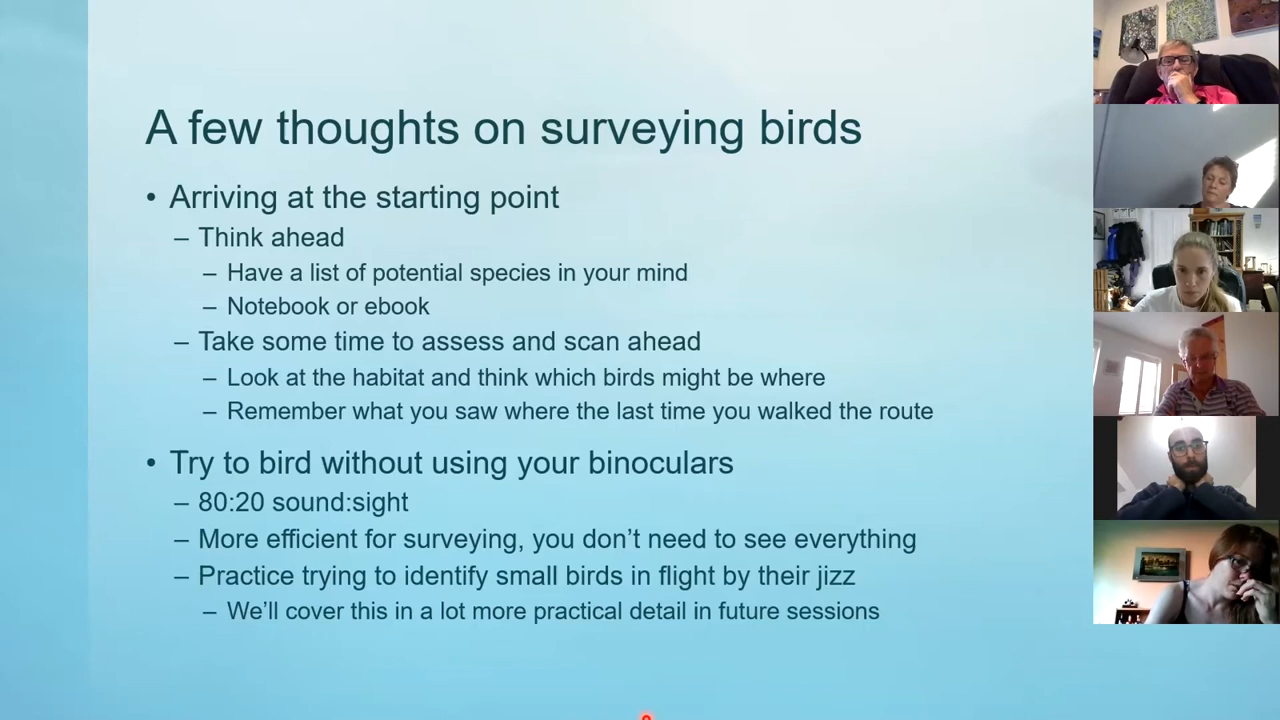 A few thoughts on surveying birds
• Arriving at the starting point
– Think ahead
– Have a list of potential species in your mind
– Notebook or ebook
– Take some time to assess and scan ahead
– Look at the habitat and think which birds might be where
– Remember what you saw where the last time you walked the route
• Try to bird without using your binoculars
– 80:20 sound:sight
– More efficient for surveying, you don’t need to see everything
– Practice trying to identify small birds in flight by their jizz
– We’ll cover this in a lot more practical detail in future sessions